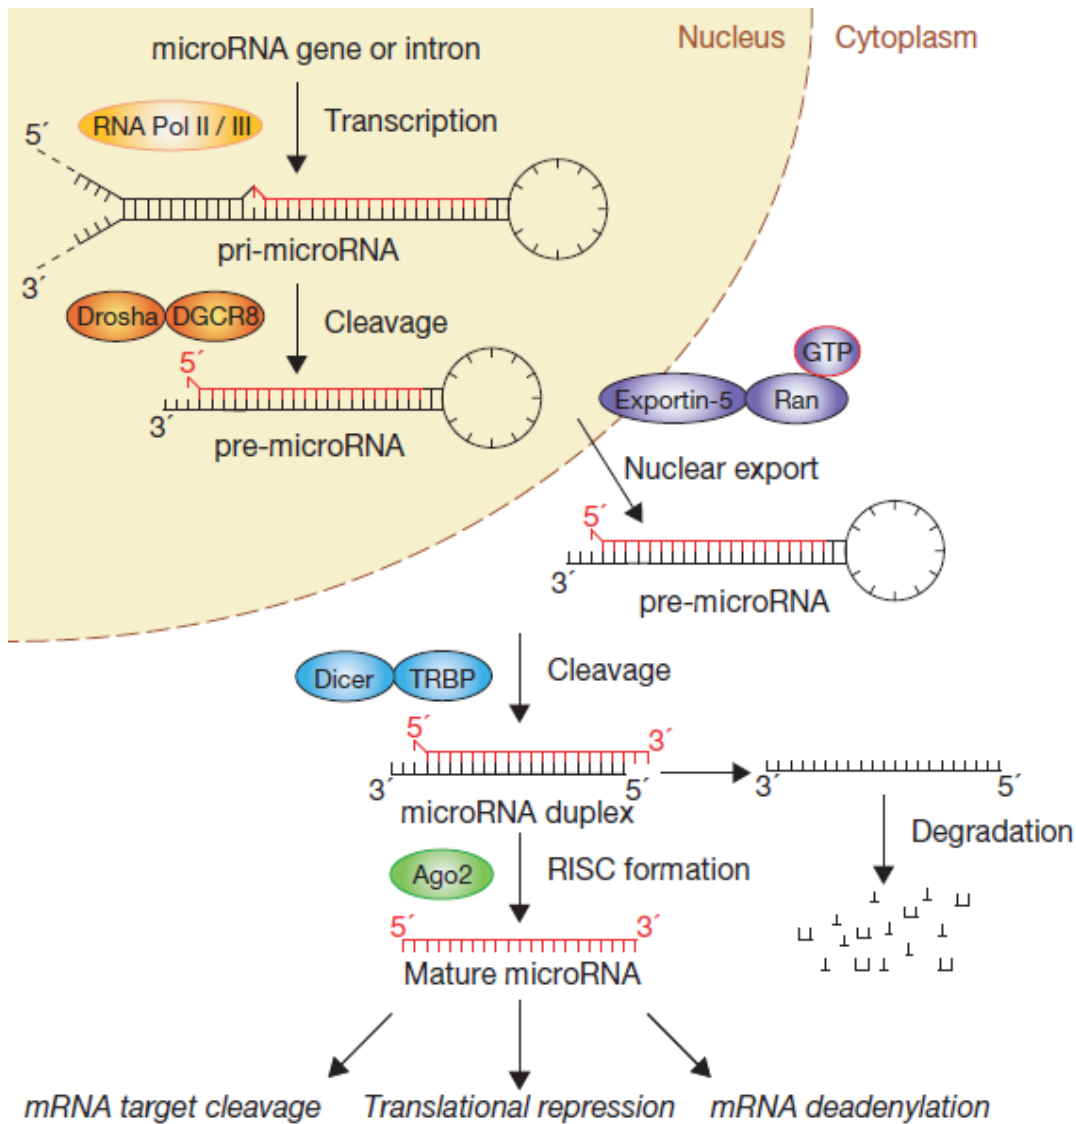 microRNA gene or intron
Nucleus
Cytoplasm
RNA Pol II / III
Transcription
5´
pri-microRNA
3´
Drosha
DGCR8
Cleavage
5´
3´
pre-microRNA
GTP
Exportin-5
Ran
Nuclear export
5´
3´
pre-microRNA
Dicer
TRBP
Cleavage
5´
3´
3´
5´
microRNA duplex
3´
5´
Degradation
Ago2
RISC formation
5´
3´
Mature microRNA
mRNA target cleavage
Translational repression
mRNA deadenylation